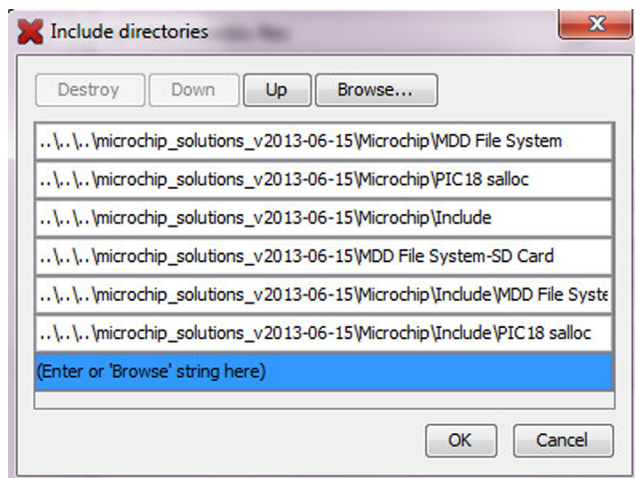 Include directories
Destroy Down Up Browse...
..\..\..\microchip_solutions_v2013-06-15\Microchip\MDD File System
..\..\..\microchip_solutions_v2013-06-15\Microchip\PIC18 salloc
..\..\..\microchip_solutions_v2013-06-15\Microchip\Include
..\..\..\microchip_solutions_v2013-06-15\MDD File System-SD Card
..\..\..\microchip_solutions_v2013-06-15\Microchip\Include\MDD File Syste
..\..\..\microchip_solutions_v2013-06-15\Microchip\Include\PIC18 salloc
(Enter or 'Browse' string here)
OK Cancel